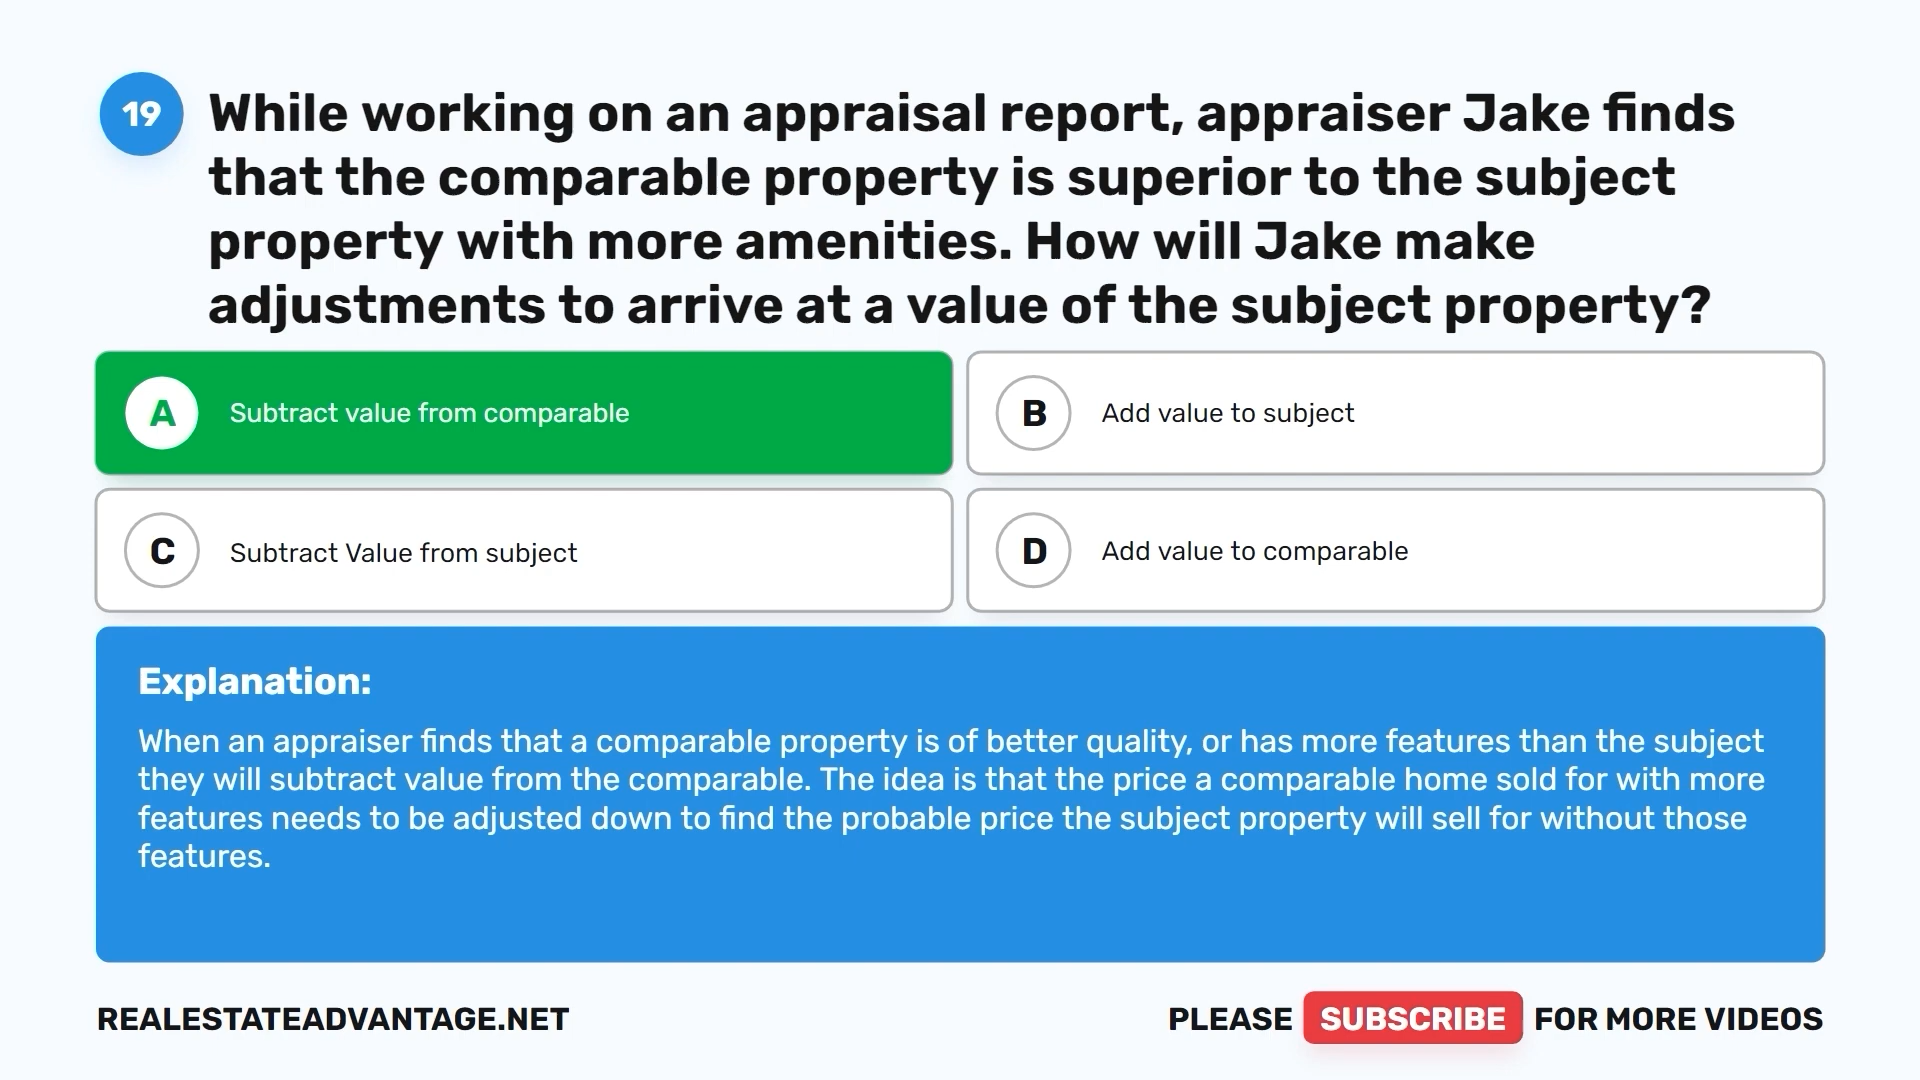 19
While working on an appraisal report, appraiser Jake finds
that the comparable property is superior to the subject
property with more amenities. How will Jake make
adjustments to arrive at a value of the subject property?
A Subtract value from comparable
B Add value to subject
C Subtract Value from subject
D Add value to comparable
Explanation:
When an appraiser finds that a comparable property is of better quality, or has more features than the subject
they will subtract value from the comparable. The idea is that the price a comparable home sold for with more
features needs to be adjusted down to find the probable price the subject property will sell for without those
features.
REALESTATEADVANTAGE.NET
PLEASE SUBSCRIBE FOR MORE VIDEOS